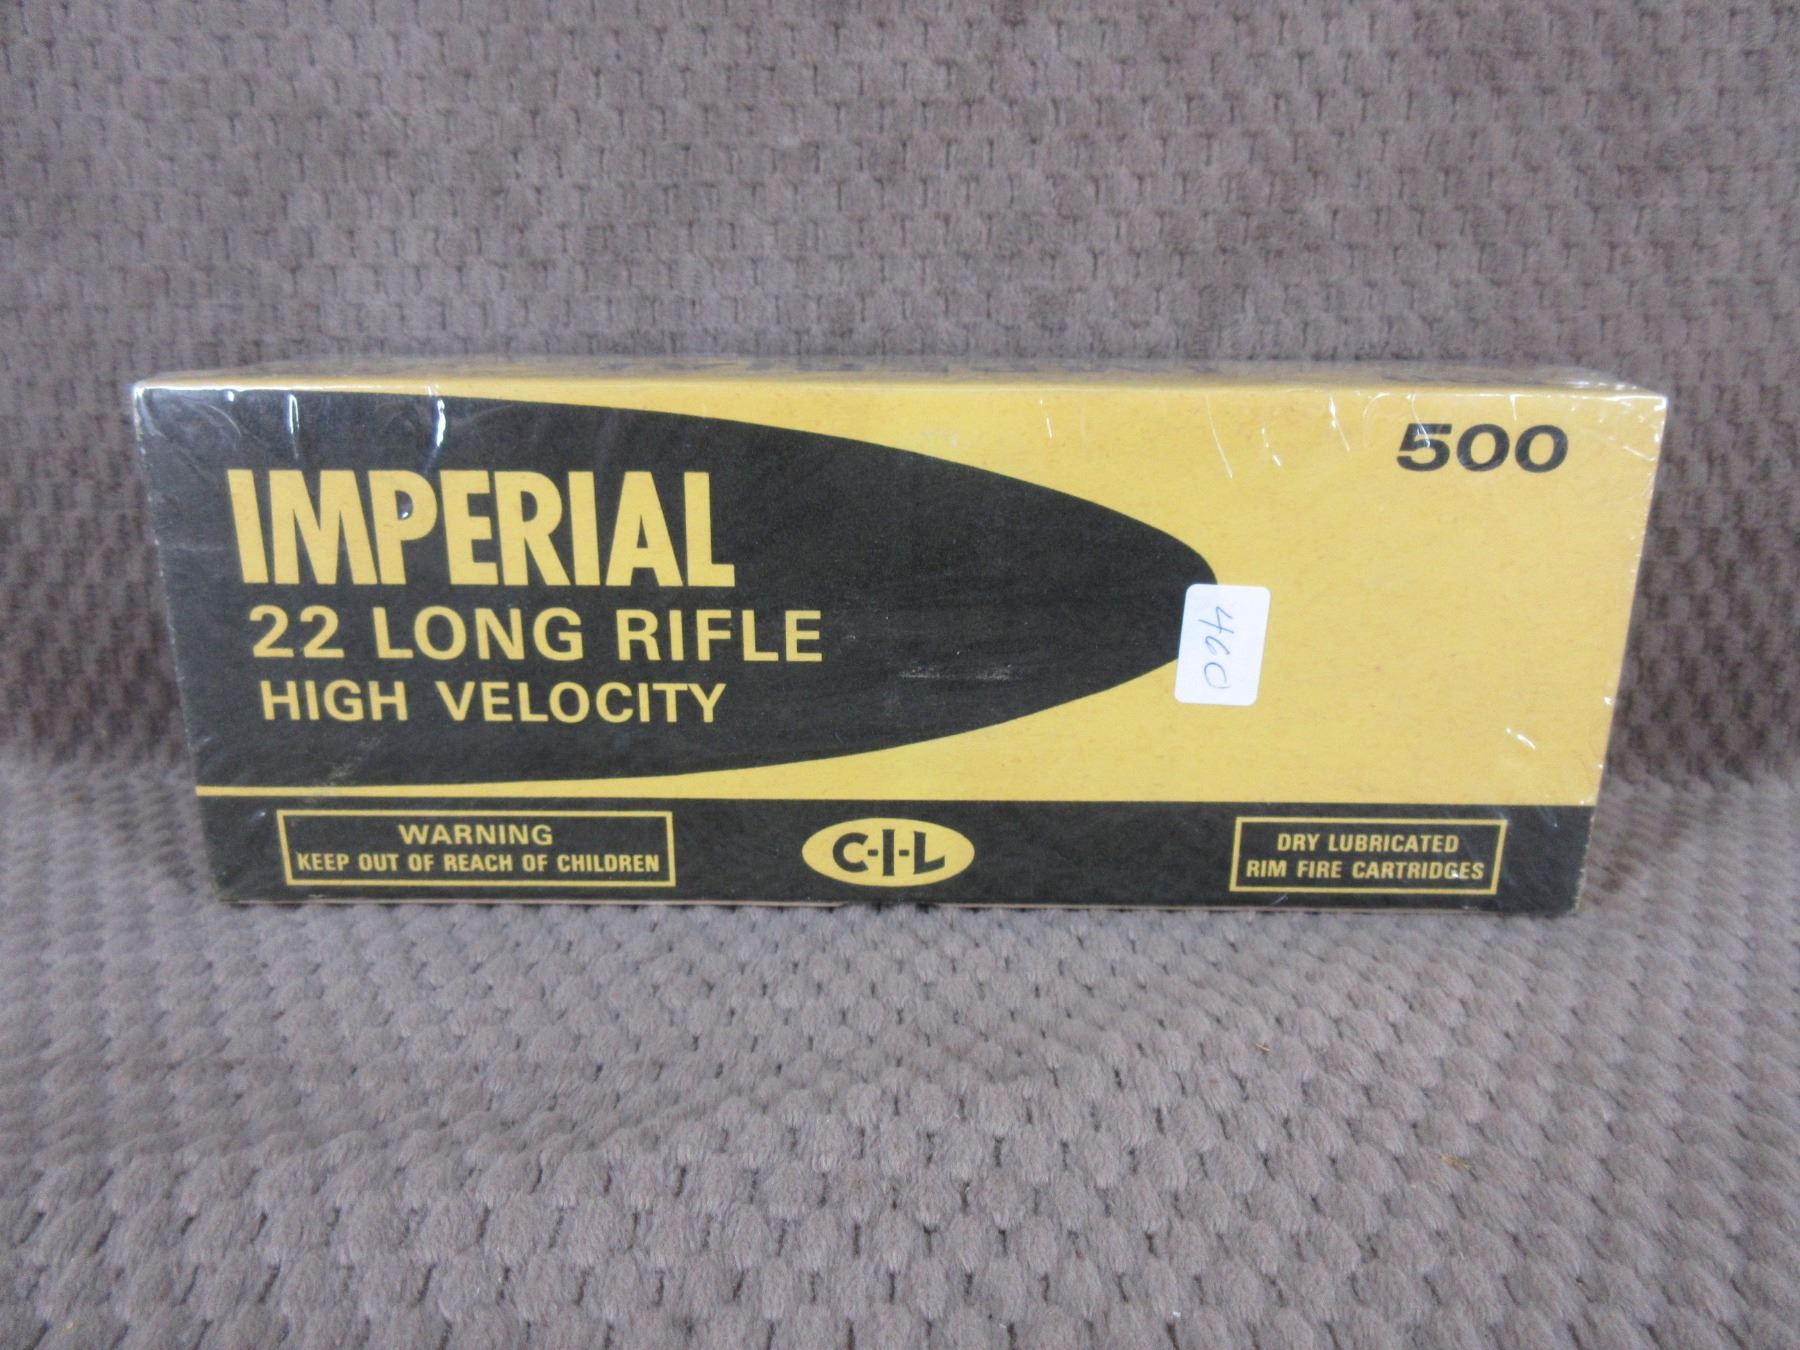 500
IMPERIAL
22 LONG RIFLE
HIGH VELOCITY
460
WARNING
KEEP OUT OF REACH OF CHILDREN
C-I-L
DRY LUBRICATED
RIM FIRE CARTRIDGES